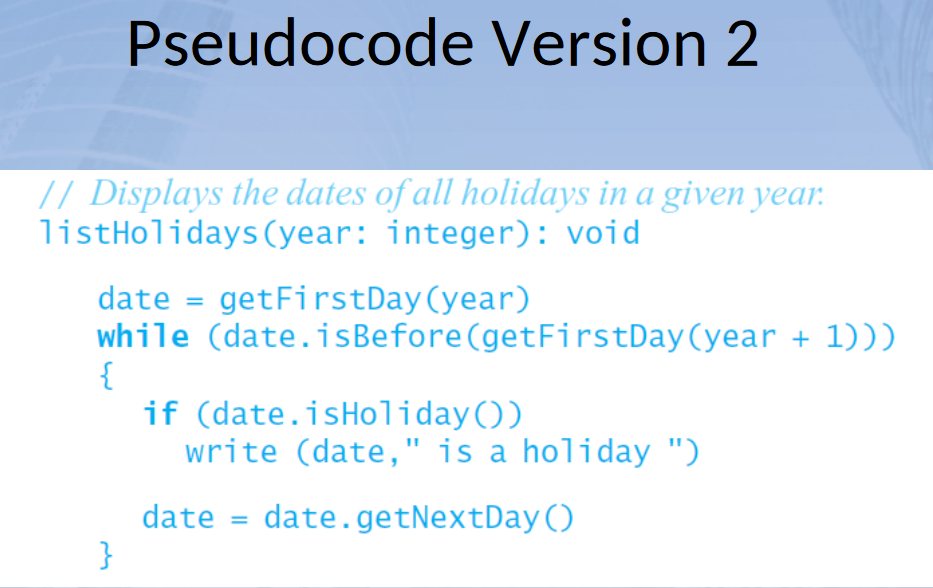 Pseudocode Version 2
// Displays the dates of all holidays in a given year.
listHolidays(year: integer): void
date = getFirstDay(year)
while (date.isBefore(getFirstDay(year + 1)))
{
if (date.isHoliday())
write (date," is a holiday ")
date = date.getNextDay()
}